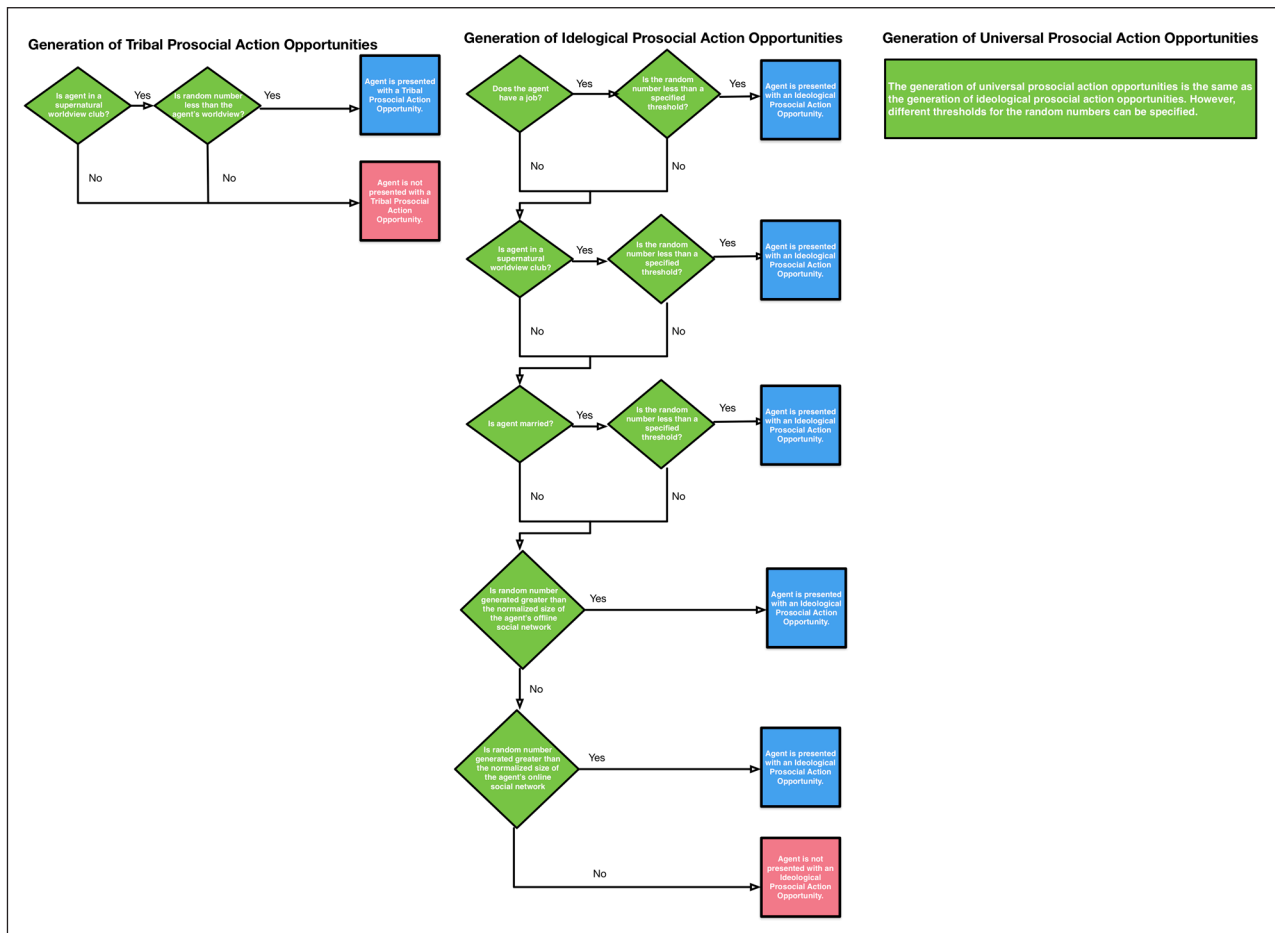 Generation of Tribal Prosocial Action Opportunities
Is agent in a
supernatural
worldview club?
Yes
Is random number
less than the
agent's worldview?
Yes
Agent is presented
with a Tribal
Prosocial Action
Opportunity.
No
No
Agent is not
presented with a
Tribal Prosocial
Action
Opportunity.
Generation of Idelogical Prosocial Action Opportunities
Does the agent
have a job?
Yes
Is the random
number less than a
specified
threshold?
Yes
Agent is presented
with an Ideological
Prosocial Action
Opportunity.
No
No
Is agent in a
supernatural
worldview club?
Yes
Is the random
number less than a
specified
threshold?
Yes
Agent is presented
with an Ideological
Prosocial Action
Opportunity.
No
No
Is agent married?
Yes
Is the random
number less than a
specified
threshold?
Yes
Agent is presented
with an Ideological
Prosocial Action
Opportunity.
No
No
Is random number
generated greater than
the normalized size of
the agent's offline
social network
Yes
Agent is presented
with an Ideological
Prosocial Action
Opportunity.
No
Is random number
generated greater than
the normalized size of
the agent's online
social network
Yes
Agent is presented
with an Ideological
Prosocial Action
Opportunity.
No
Agent is not
presented with an
Ideological
Prosocial Action
Opportunity.
Generation of Universal Prosocial Action Opportunities
The generation of universal prosocial action opportunities is the same as
the generation of ideological prosocial action opportunities. However,
different thresholds for the random numbers can be specified.